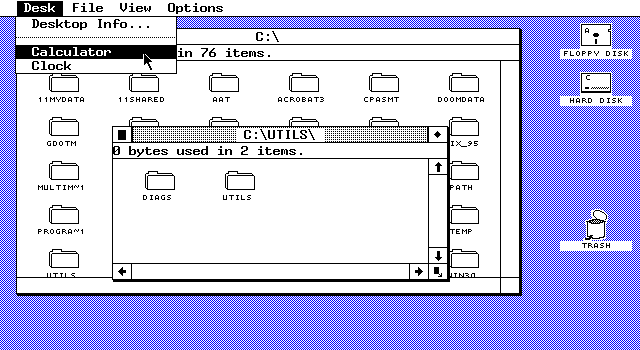 Desk File View Options
Desktop Info...
Calculator
Clock
C:\
in 76 items.
A
FLOPPY DISK
C
HARD DISK
11MYDATA 11SHARED AAT ACROBAT3 CPASMT DOOMDATA
GDOTM IX_95
C:\UTILS\
0 bytes used in 2 items.
MULTIM~1 PATH
DIAGS UTILS
PROGRA~1 TEMP
TRASH
UTILS WIN30